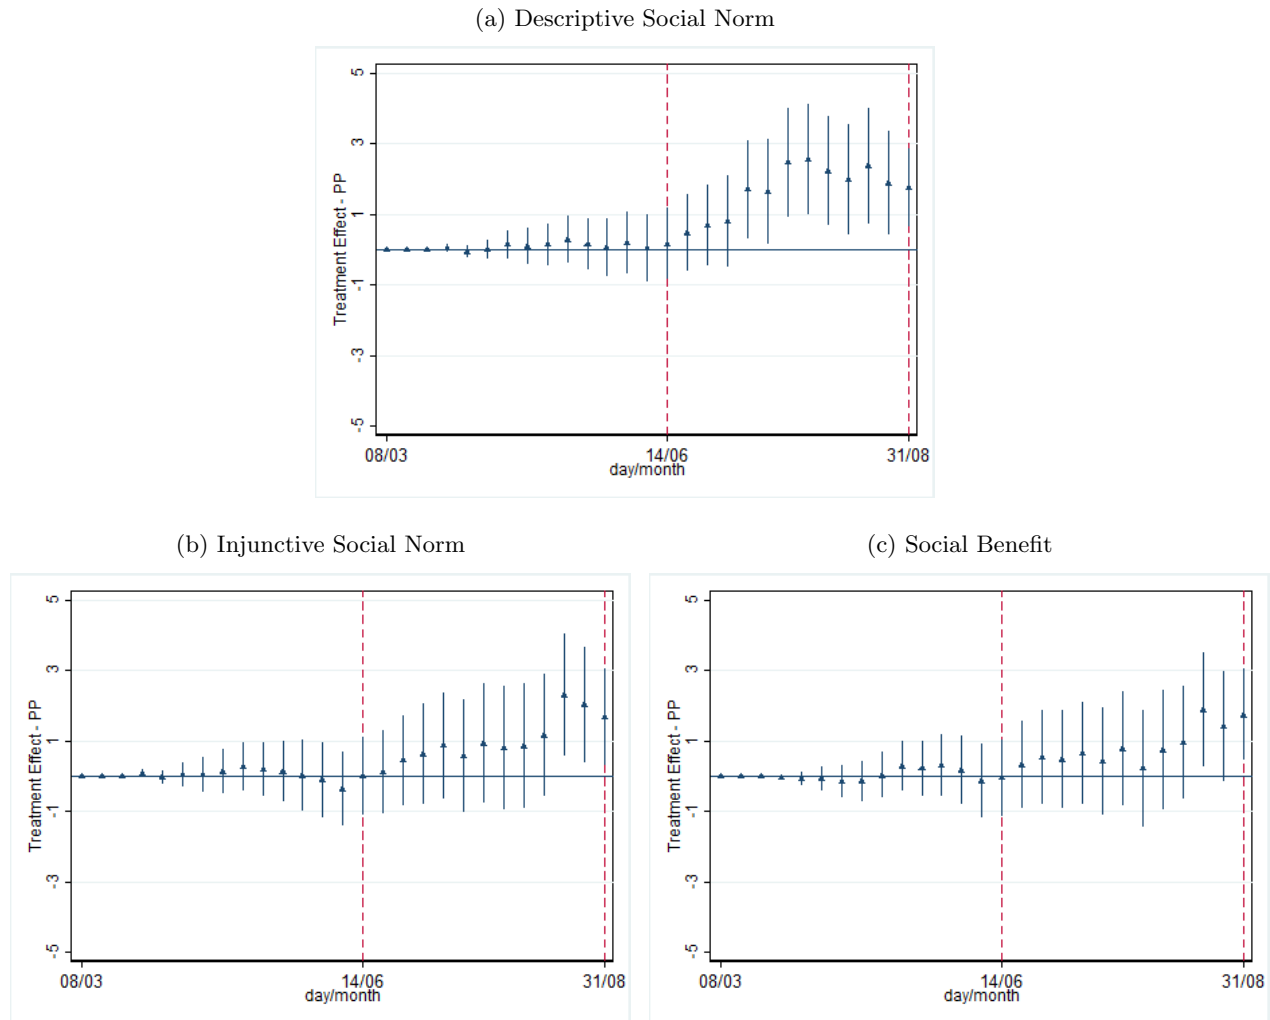 (a) Descriptive Social Norm
5
3
1
-1
-3
-5
Treatment Effect - PP
08/03 14/06 31/08
day/month
(b) Injunctive Social Norm
5
3
1
-1
-3
-5
Treatment Effect - PP
08/03 14/06 31/08
day/month
(c) Social Benefit
5
3
1
-1
-3
-5
Treatment Effect - PP
08/03 14/06 31/08
day/month